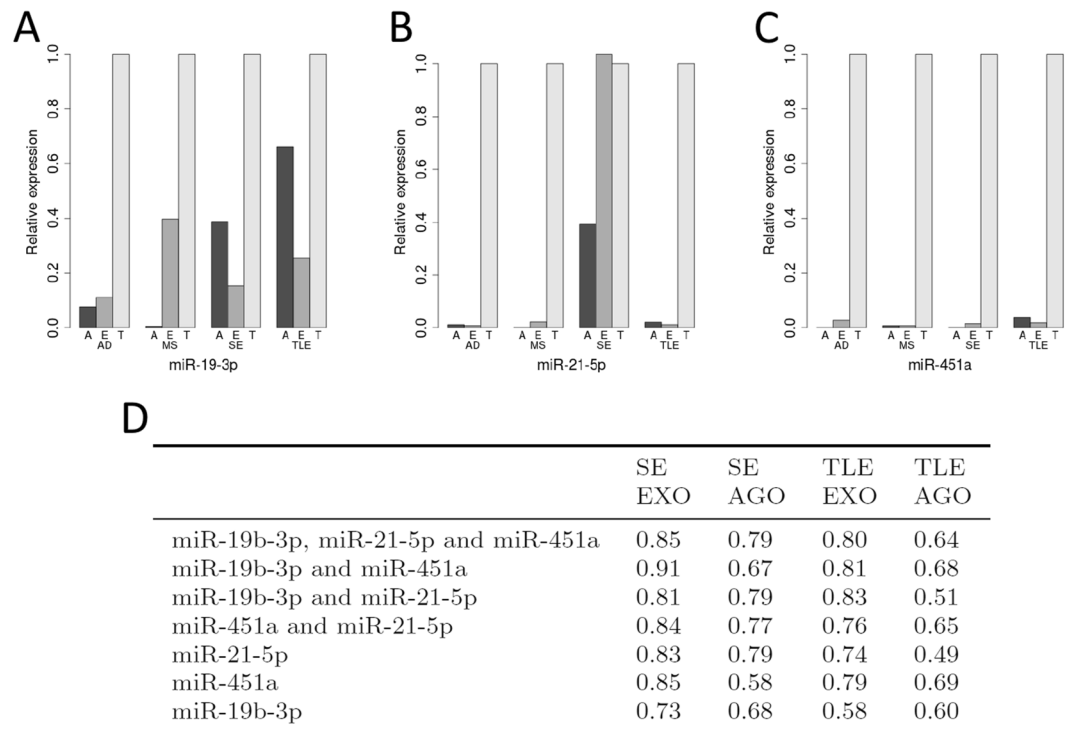 A B C
Relative expression
0.0 0.2 0.4 0.6 0.8 1.0
A E T A E T A E T A E T
AD MS SE TLE
miR-19-3p
Relative expression
0.0 0.2 0.4 0.6 0.8 1.0
A E T A E T A E T A E T
AD MS SE TLE
miR-21-5p
Relative expression
0.0 0.2 0.4 0.6 0.8 1.0
A E T A E T A E T A E T
AD MS SE TLE
miR-451a
D
SE SE TLE TLE
EXO AGO EXO AGO
miR-19b-3p, miR-21-5p and miR-451a 0.85 0.79 0.80 0.64
miR-19b-3p and miR-451a 0.91 0.67 0.81 0.68
miR-19b-3p and miR-21-5p 0.81 0.79 0.83 0.51
miR-451a and miR-21-5p 0.84 0.77 0.76 0.65
miR-21-5p 0.83 0.79 0.74 0.49
miR-451a 0.85 0.58 0.79 0.69
miR-19b-3p 0.73 0.68 0.58 0.60